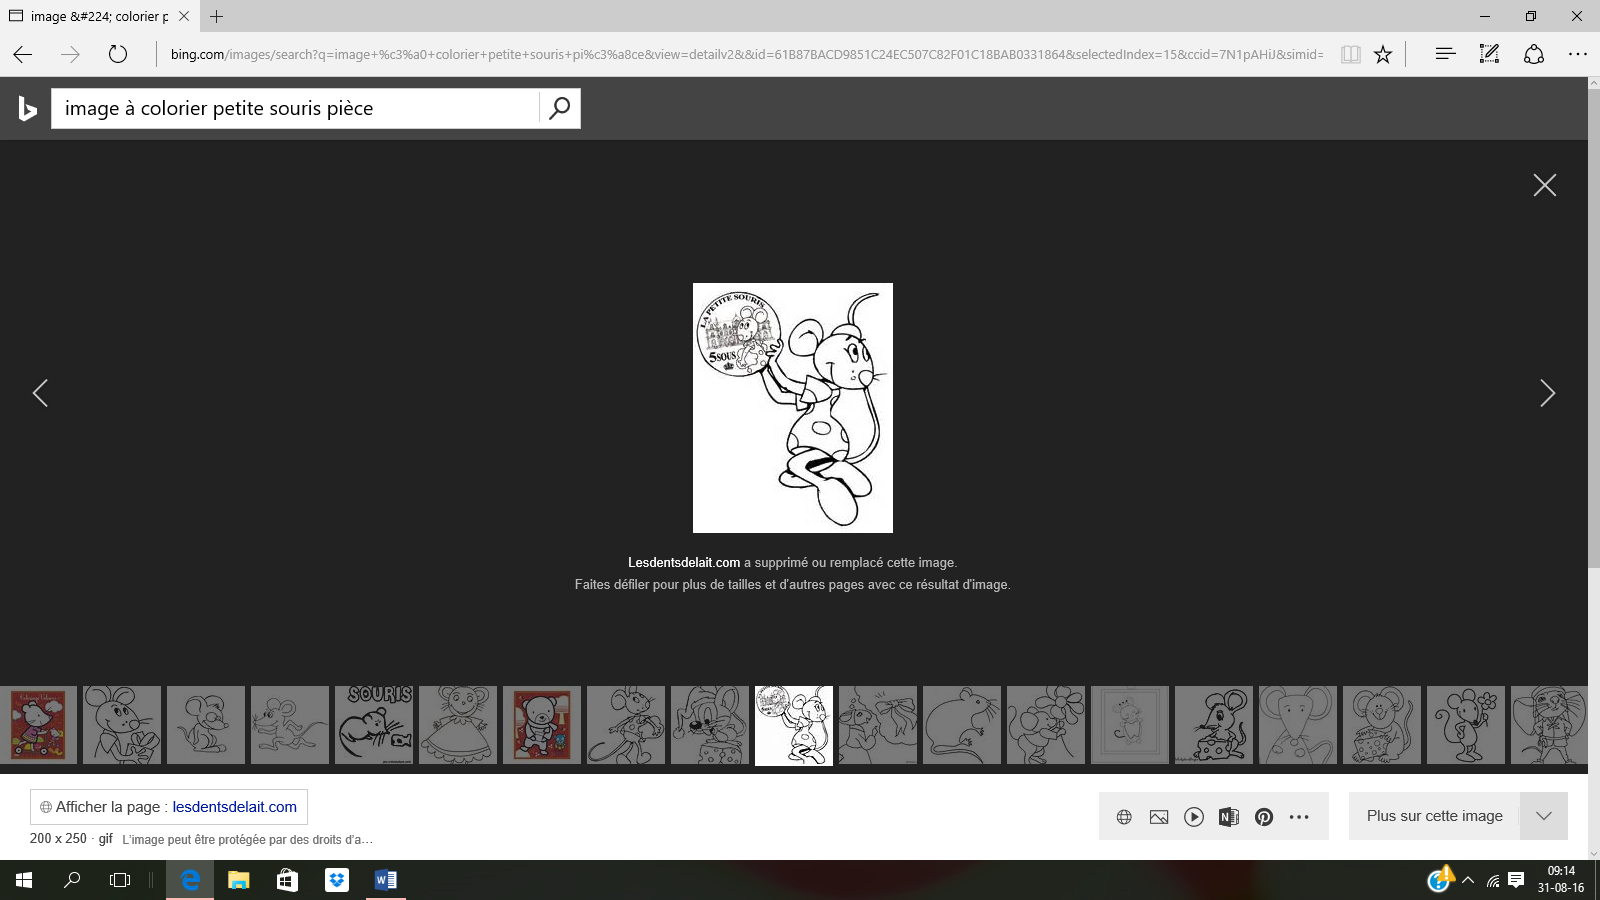 image &#224; colorier p
bing.com/images/search?q=image+%c3%a0+colorier+petite+souris+pi%c3%a8ce&view=detailv2&&id=61B87BACD9851C24EC507C82F01C18BAB0331864&selectedIndex=15&ccid=7N1pAHiJ&simid=
image à colorier petite souris pièce
LA PETITE SOURIS
5 SOUS
Lesdentsdelait.com a supprimé ou remplacé cette image.
Faites défiler pour plus de tailles et d'autres pages avec ce résultat d'image.
SOURIS
Afficher la page : lesdentsdelait.com
200 x 250 · gif L'image peut être protégée par des droits d'a...
Plus sur cette image
09:14
31-08-16